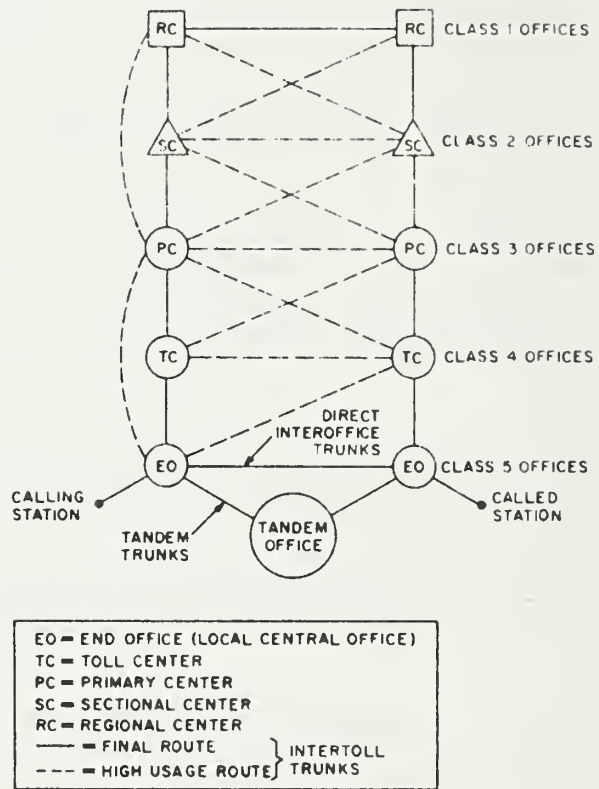 RC RC CLASS 1 OFFICES
SC SC CLASS 2 OFFICES
PC PC CLASS 3 OFFICES
TC TC CLASS 4 OFFICES
DIRECT
INTEROFFICE
TRUNKS
EO EO CLASS 5 OFFICES
CALLING
STATION
CALLED
STATION
TANDEM
TRUNKS
TANDEM
OFFICE
EO = END OFFICE (LOCAL CENTRAL OFFICE)
TC = TOLL CENTER
PC = PRIMARY CENTER
SC = SECTIONAL CENTER
RC = REGIONAL CENTER
——— = FINAL ROUTE
--- = HIGH USAGE ROUTE
INTERTOLL
TRUNKS